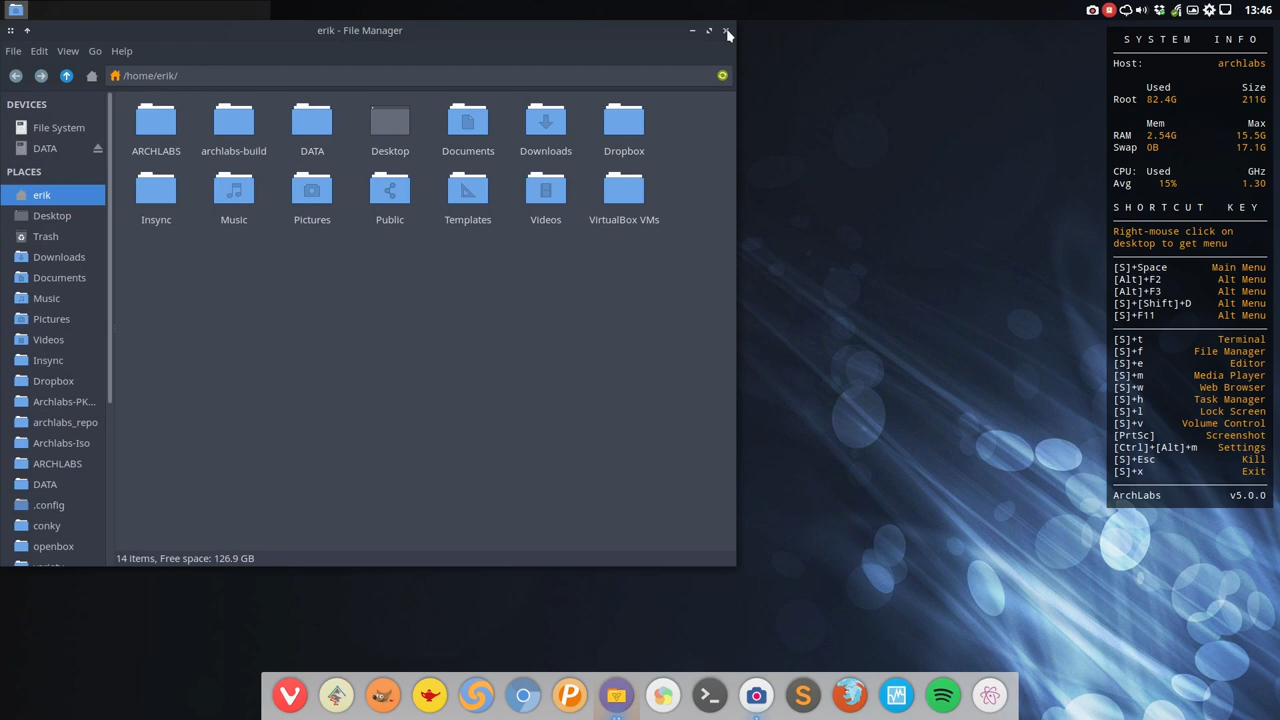 13:46
erik - File Manager
File Edit View Go Help
/home/erik/
DEVICES
File System
DATA
PLACES
erik
Desktop
Trash
Downloads
Documents
Music
Pictures
Videos
Insync
Dropbox
Archlabs-PK...
archlabs_repo
Archlabs-Iso
ARCHLABS
DATA
.config
conky
openbox
ARCHLABS archlabs-build DATA Desktop Documents Downloads Dropbox
Insync Music Pictures Public Templates Videos VirtualBox VMs
14 items, Free space: 126.9 GB
SYSTEM INFO
Host: archlabs
Used Size
Root 82.4G 211G
Mem Max
RAM 2.54G 15.5G
Swap 0B 17.1G
CPU: Used GHz
Avg 15% 1.30
SHORTCUT KEY
Right-mouse click on
desktop to get menu
[S]+Space Main Menu
[Alt]+F2 Alt Menu
[Alt]+F3 Alt Menu
[S]+[Shift]+D Alt Menu
[S]+F11 Alt Menu
[S]+t Terminal
[S]+f File Manager
[S]+e Editor
[S]+m Media Player
[S]+w Web Browser
[S]+h Task Manager
[S]+l Lock Screen
[S]+v Volume Control
[PrtSc] Screenshot
[Ctrl]+[Alt]+m Settings
[S]+Esc Kill
[S]+x Exit
ArchLabs v5.0.0